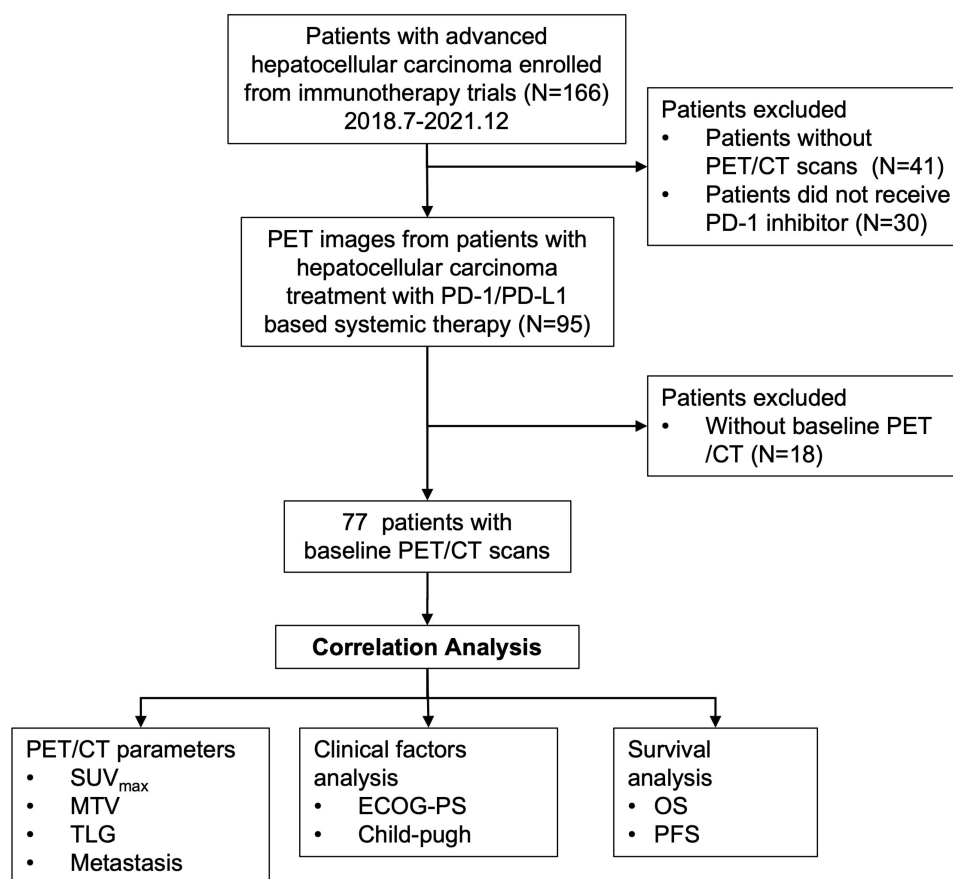 Patients with advanced
hepatocellular carcinoma enrolled
from immunotherapy trials (N=166)
2018.7-2021.12
Patients excluded
• Patients without
PET/CT scans (N=41)
• Patients did not receive
PD-1 inhibitor (N=30)
PET images from patients with
hepatocellular carcinoma
treatment with PD-1/PD-L1
based systemic therapy (N=95)
Patients excluded
• Without baseline PET
/CT (N=18)
77 patients with
baseline PET/CT scans
Correlation Analysis
PET/CT parameters
• SUVmax
• MTV
• TLG
• Metastasis
Clinical factors
analysis
• ECOG-PS
• Child-pugh
Survival
analysis
• OS
• PFS